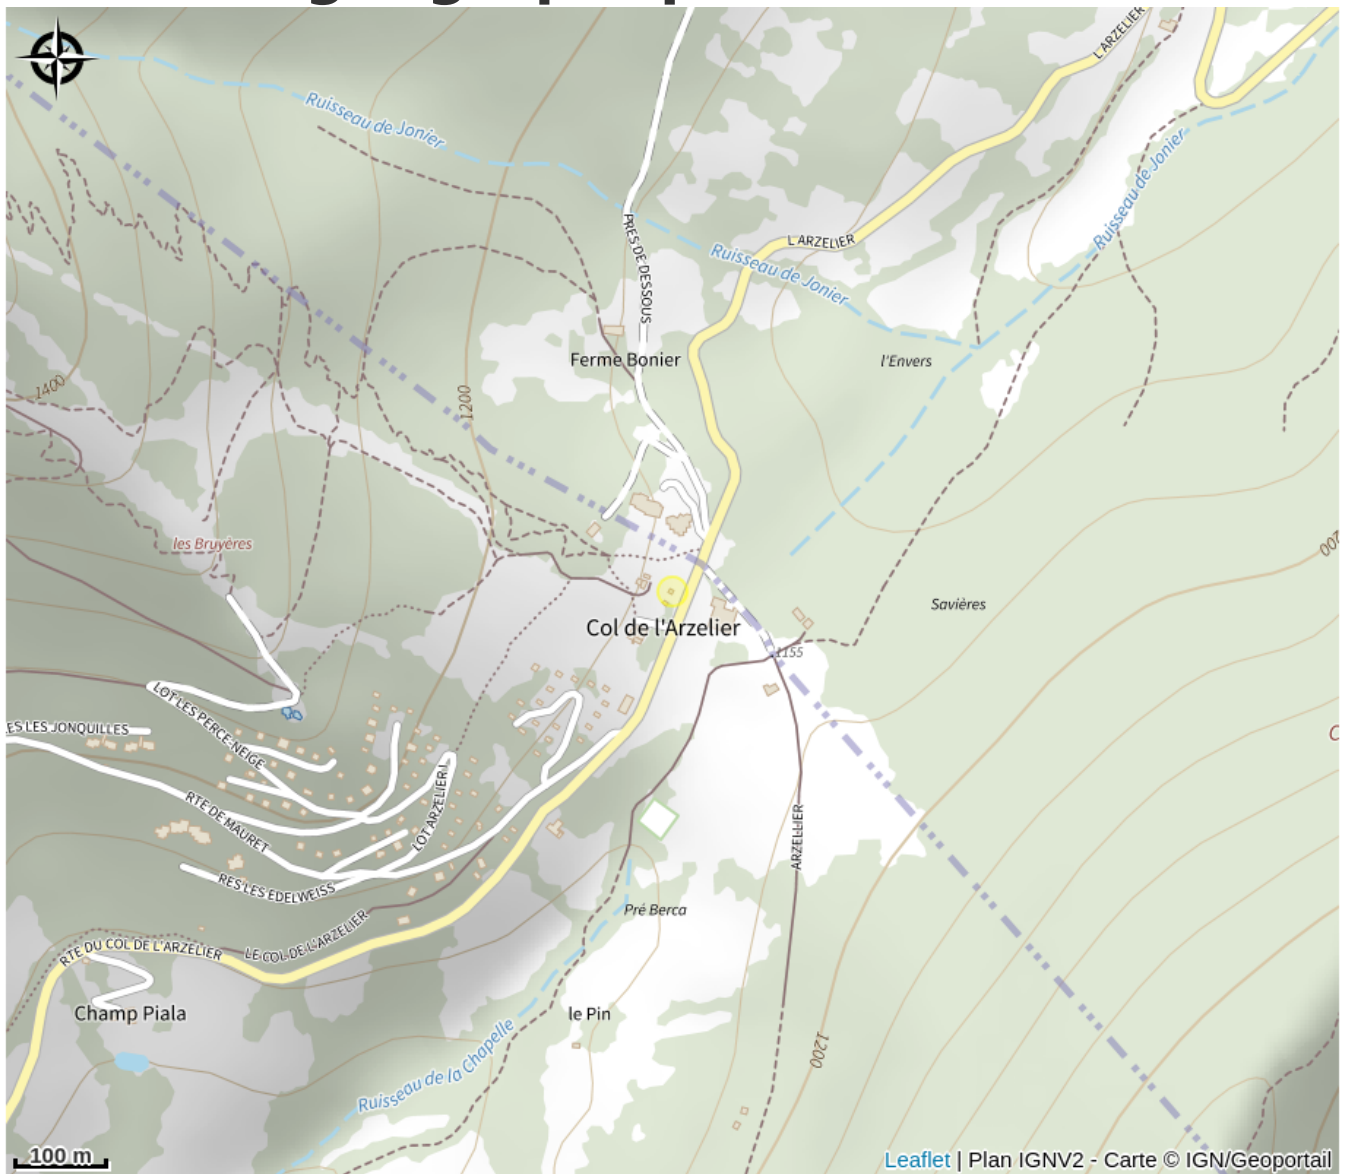 L'ARZELIER
Ruisseau de Jonier
Ruisseau de Jonier
PRES DE DESSOUS
L'ARZELIER
Ruisseau de Jonier
Ferme Bonier
l'Envers
1400
1200
les Bruyères
Savières
Col de l'Arzelier
1155
LOT LES PERCE-NEIGE
ES LES JONQUILLES
RTE DE MAURET
LOT ARZELIER I
ARZELLIER
RES LES EDELWEISS
Pré Berca
LE COL DE L'ARZELIER
RTE DU COL DE L'ARZELIER
Champ Piala
le Pin
1200
Ruisseau de la Chapelle
100 m
Leaflet | Plan IGNV2 - Carte © IGN/Geoportail